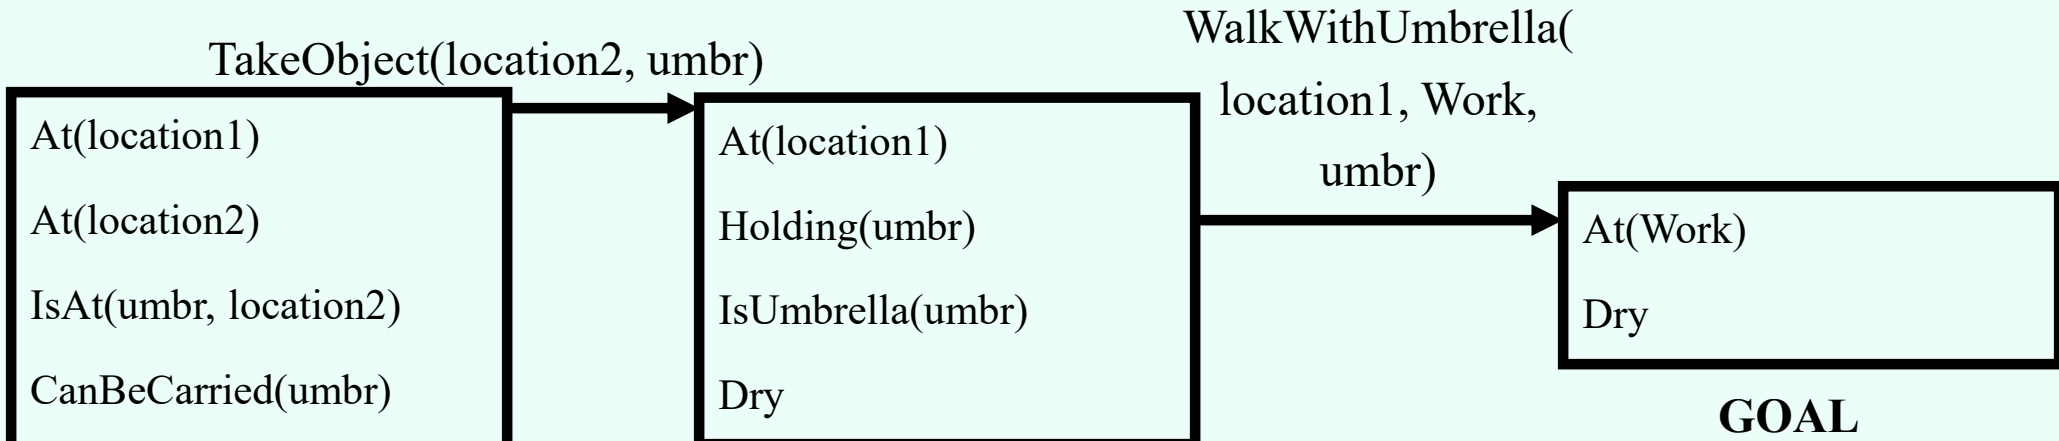 TakeObject(location2, umbr)
At(location1)
At(location2)
IsAt(umbr, location2)
CanBeCarried(umbr)
At(location1)
Holding(umbr)
IsUmbrella(umbr)
Dry
WalkWithUmbrella(
location1, Work,
umbr)
At(Work)
Dry
GOAL